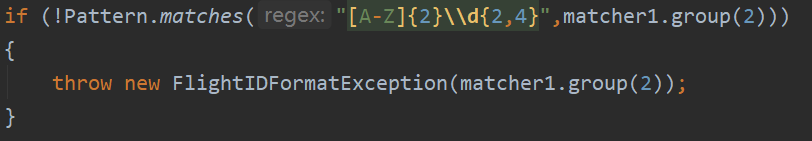 if (!Pattern.matches( regex: "[A-Z]{2}\\d{2,4}",matcher1.group(2)))
{
throw new FlightIDFormatException(matcher1.group(2));
}